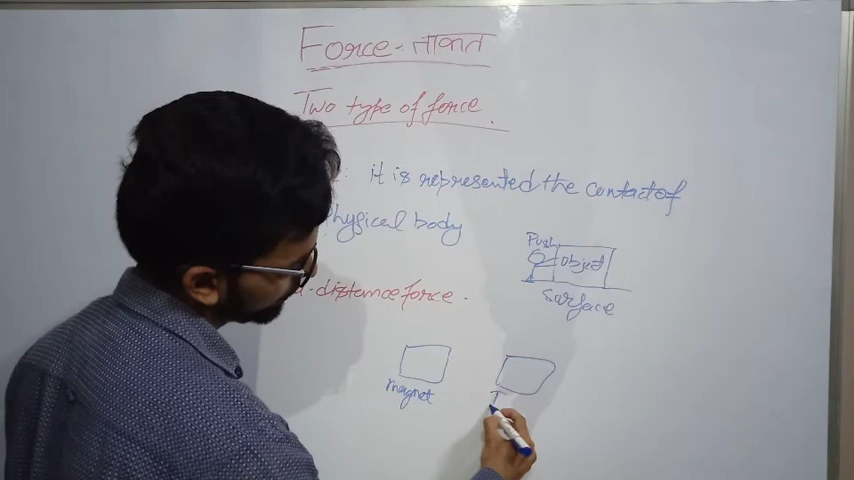 Force - ताकत
Two type of force
it is represented the contact of
Physical body
Push
object
Surface
a-distance force.
magnet